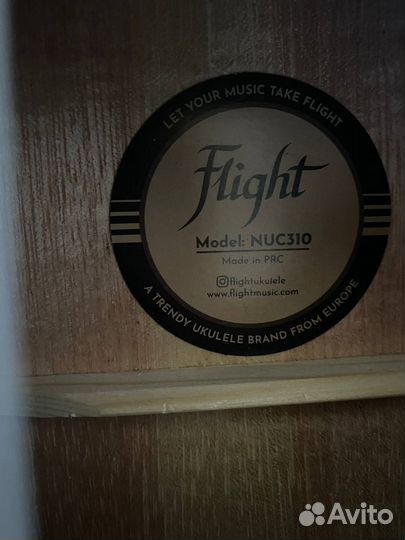 LET YOUR MUSIC TAKE FLIGHT
Flight
Model: NUC310
Made in PRC
flightukulele
www.flightmusic.com
A TRENDY UKULELE BRAND FROM EUROPE
Avito